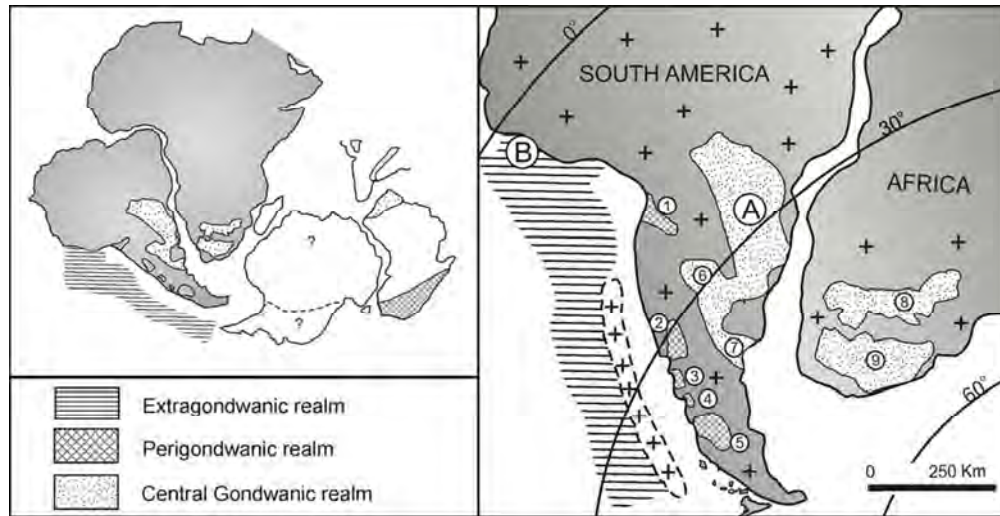 ?
?
Extragondwanic realm
Perigondwanic realm
Central Gondwanic realm
0°
SOUTH AMERICA
B
30°
AFRICA
1
A
6
8
2
7
9
3
4
60°
5
0 250 Km